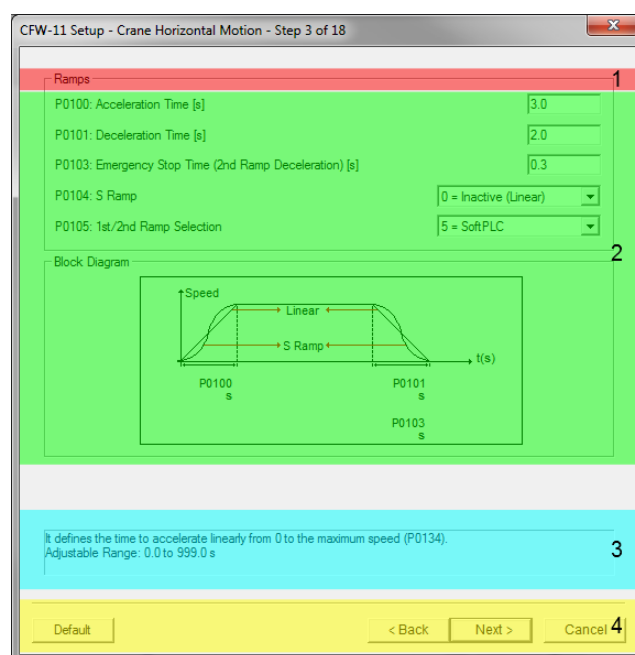 CFW-11 Setup - Crane Horizontal Motion - Step 3 of 18
Ramps 1
P0100: Acceleration Time [s] 3.0
P0101: Deceleration Time [s] 2.0
P0103: Emergency Stop Time (2nd Ramp Deceleration) [s] 0.3
P0104: S Ramp 0 = Inactive (Linear)
P0105: 1st/2nd Ramp Selection 5 = SoftPLC
2
Block Diagram
Speed
Linear
S Ramp
t(s)
P0100 P0101
s s
P0103
s
It defines the time to accelerate linearly from 0 to the maximum speed (P0134).
Adjustable Range: 0.0 to 999.0 s
3
Default < Back Next > Cancel 4